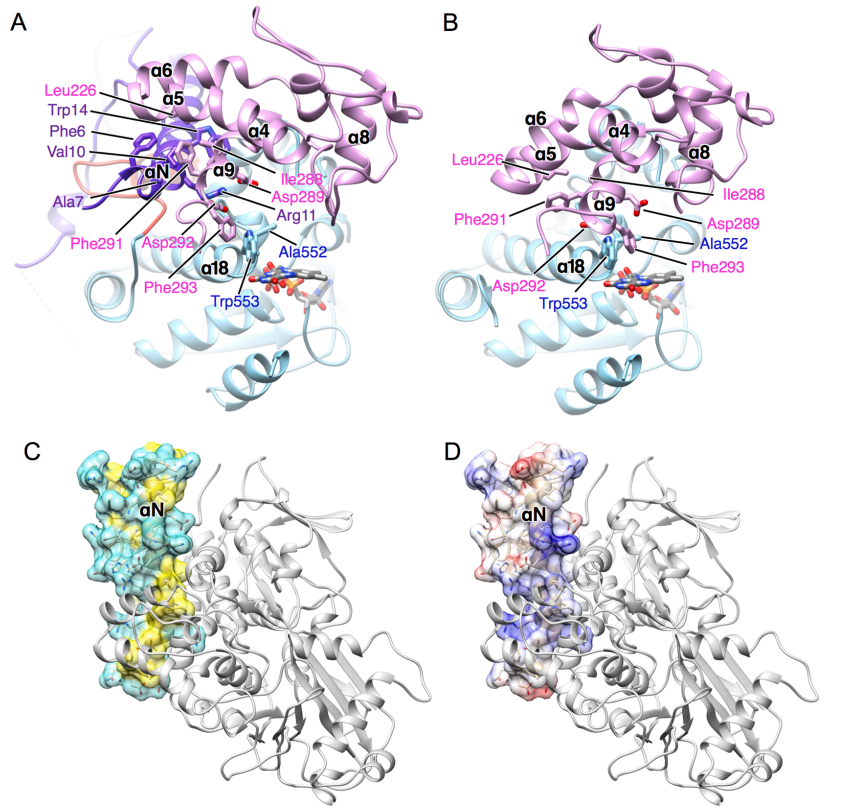 A
α6
Leu226
α5
Trp14
α4
Phe6
α8
Val10
αN
α9
Ile288
Asp289
Ala7
Arg11
Phe291
Asp292
Ala552
α18
Phe293
Trp553
B
α6
α4
α5
α8
Leu226
Ile288
α9
Phe291
Asp289
Ala552
α18
Phe293
Asp292
Trp553
C
αN
D
αN